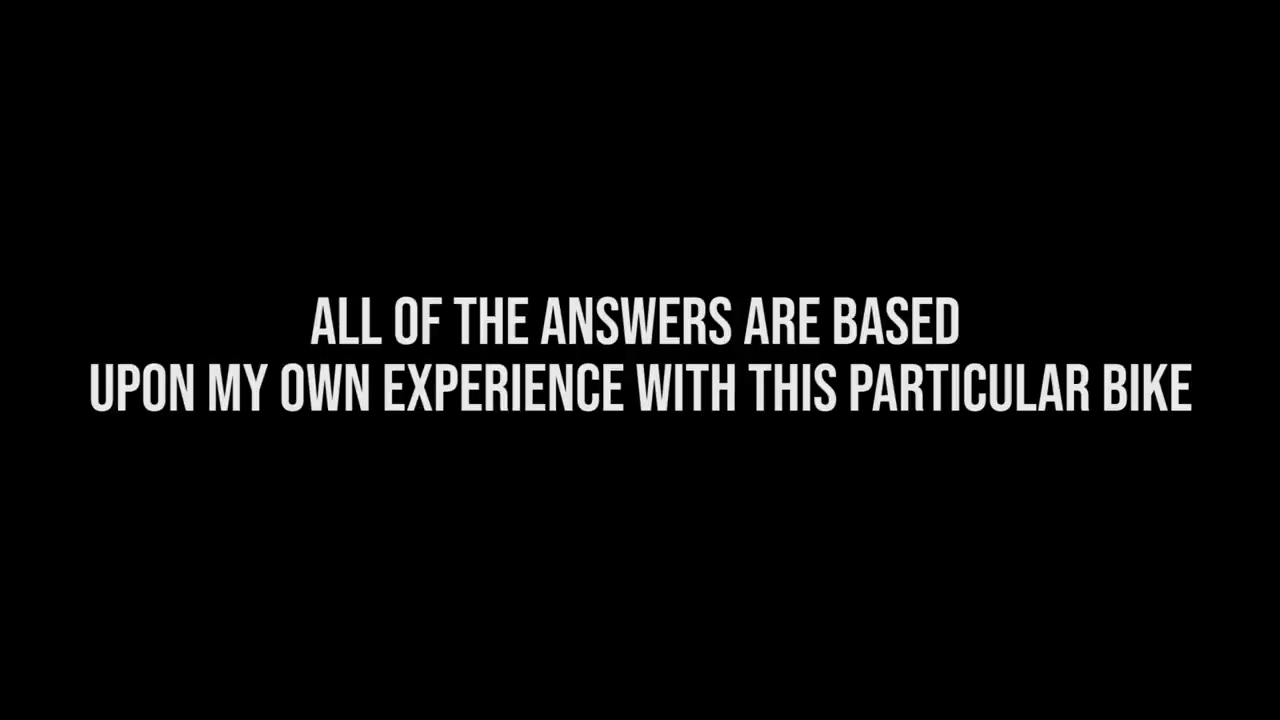 ALL OF THE ANSWERS ARE BASED
UPON MY OWN EXPERIENCE WITH THIS PARTICULAR BIKE